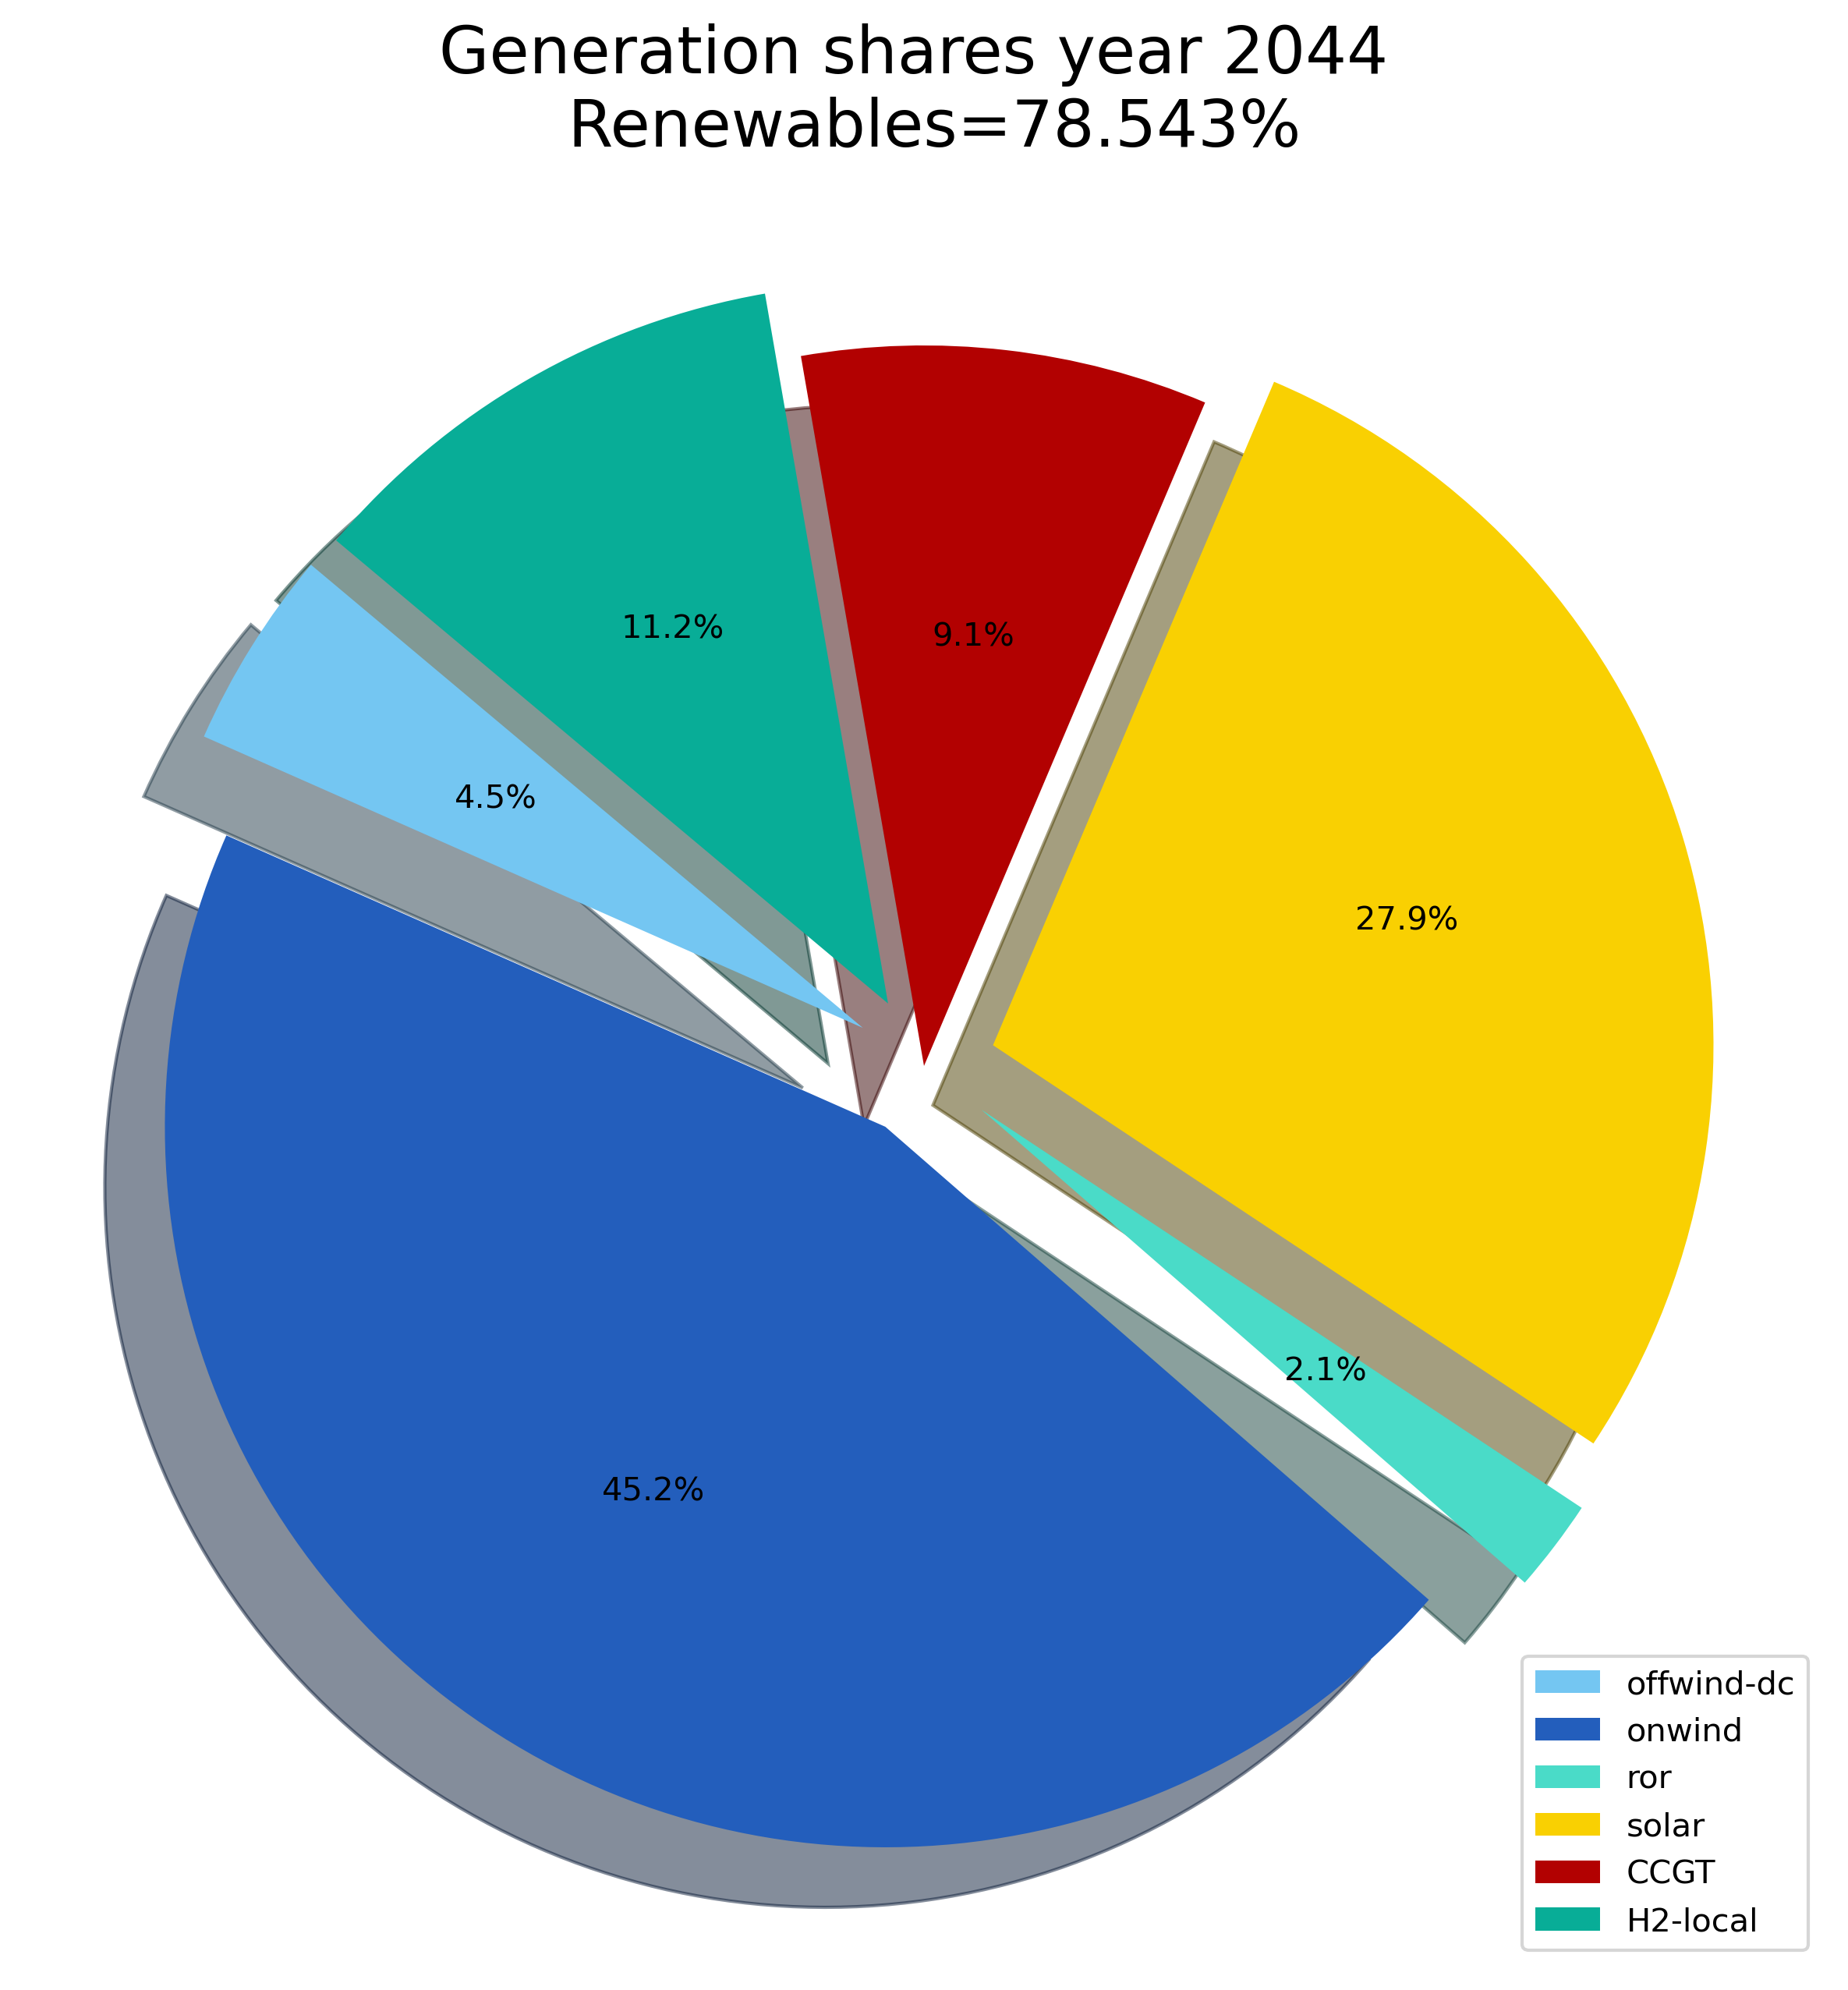 Generation shares year 2044
Renewables=78.543%
11.2%
9.1%
4.5%
27.9%
2.1%
45.2%
offwind-dc
onwind
ror
solar
CCGT
H2-local